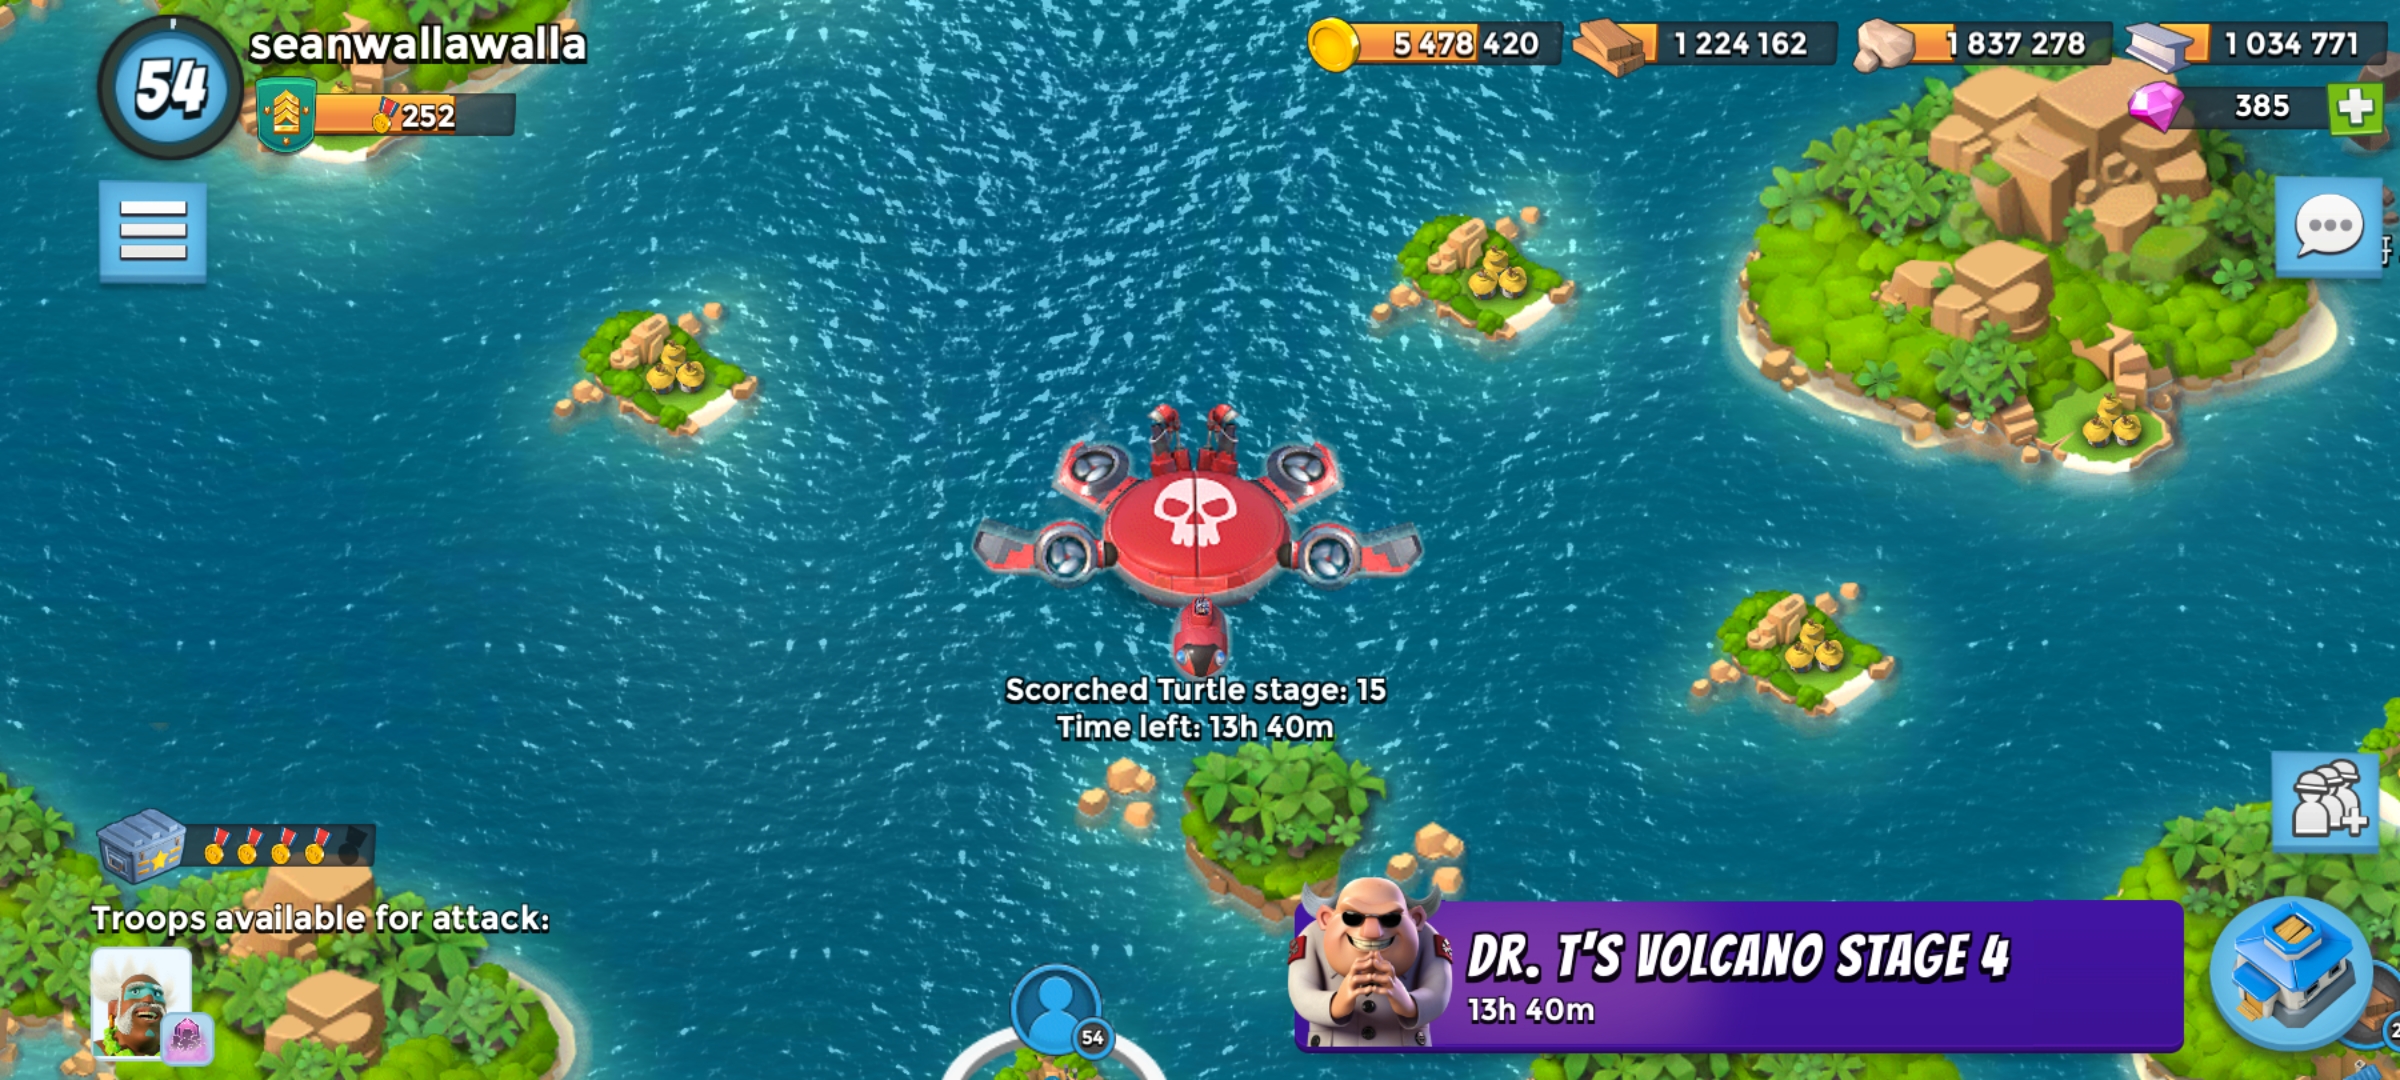 54
seanwallawalla
252
5 478 420
1 224 162
1 837 278
1 034 771
385
Scorched Turtle stage: 15
Time left: 13h 40m
Troops available for attack:
54
DR. T'S VOLCANO STAGE 4
13h 40m